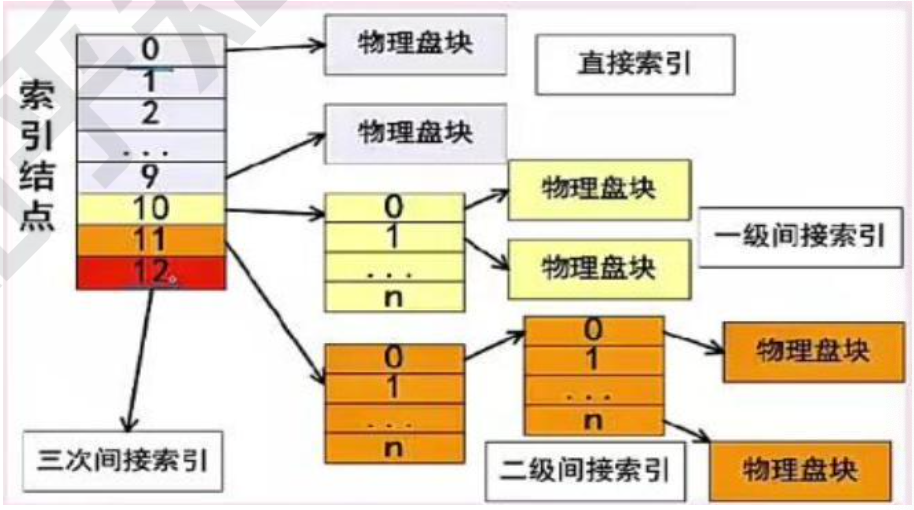 索引结点
0
1
2
...
9
10
11
12。
物理盘块
直接索引
物理盘块
0
1
...
n
物理盘块
物理盘块
一级间接索引
0
1
...
n
0
1
...
n
物理盘块
物理盘块
二级间接索引
三次间接索引